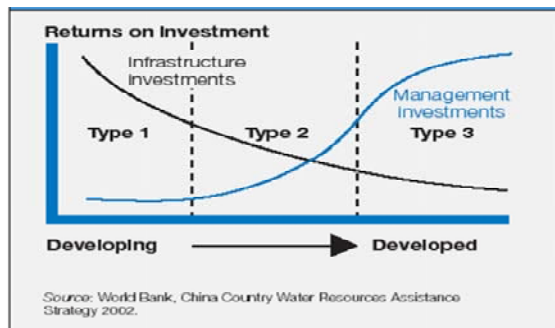 Returns on Investment
Infrastructure
Investments
Management
Investments
Type 1
Type 2
Type 3
Developing
Developed
Source: World Bank, China Country Water Resources Assistance
Strategy 2002.